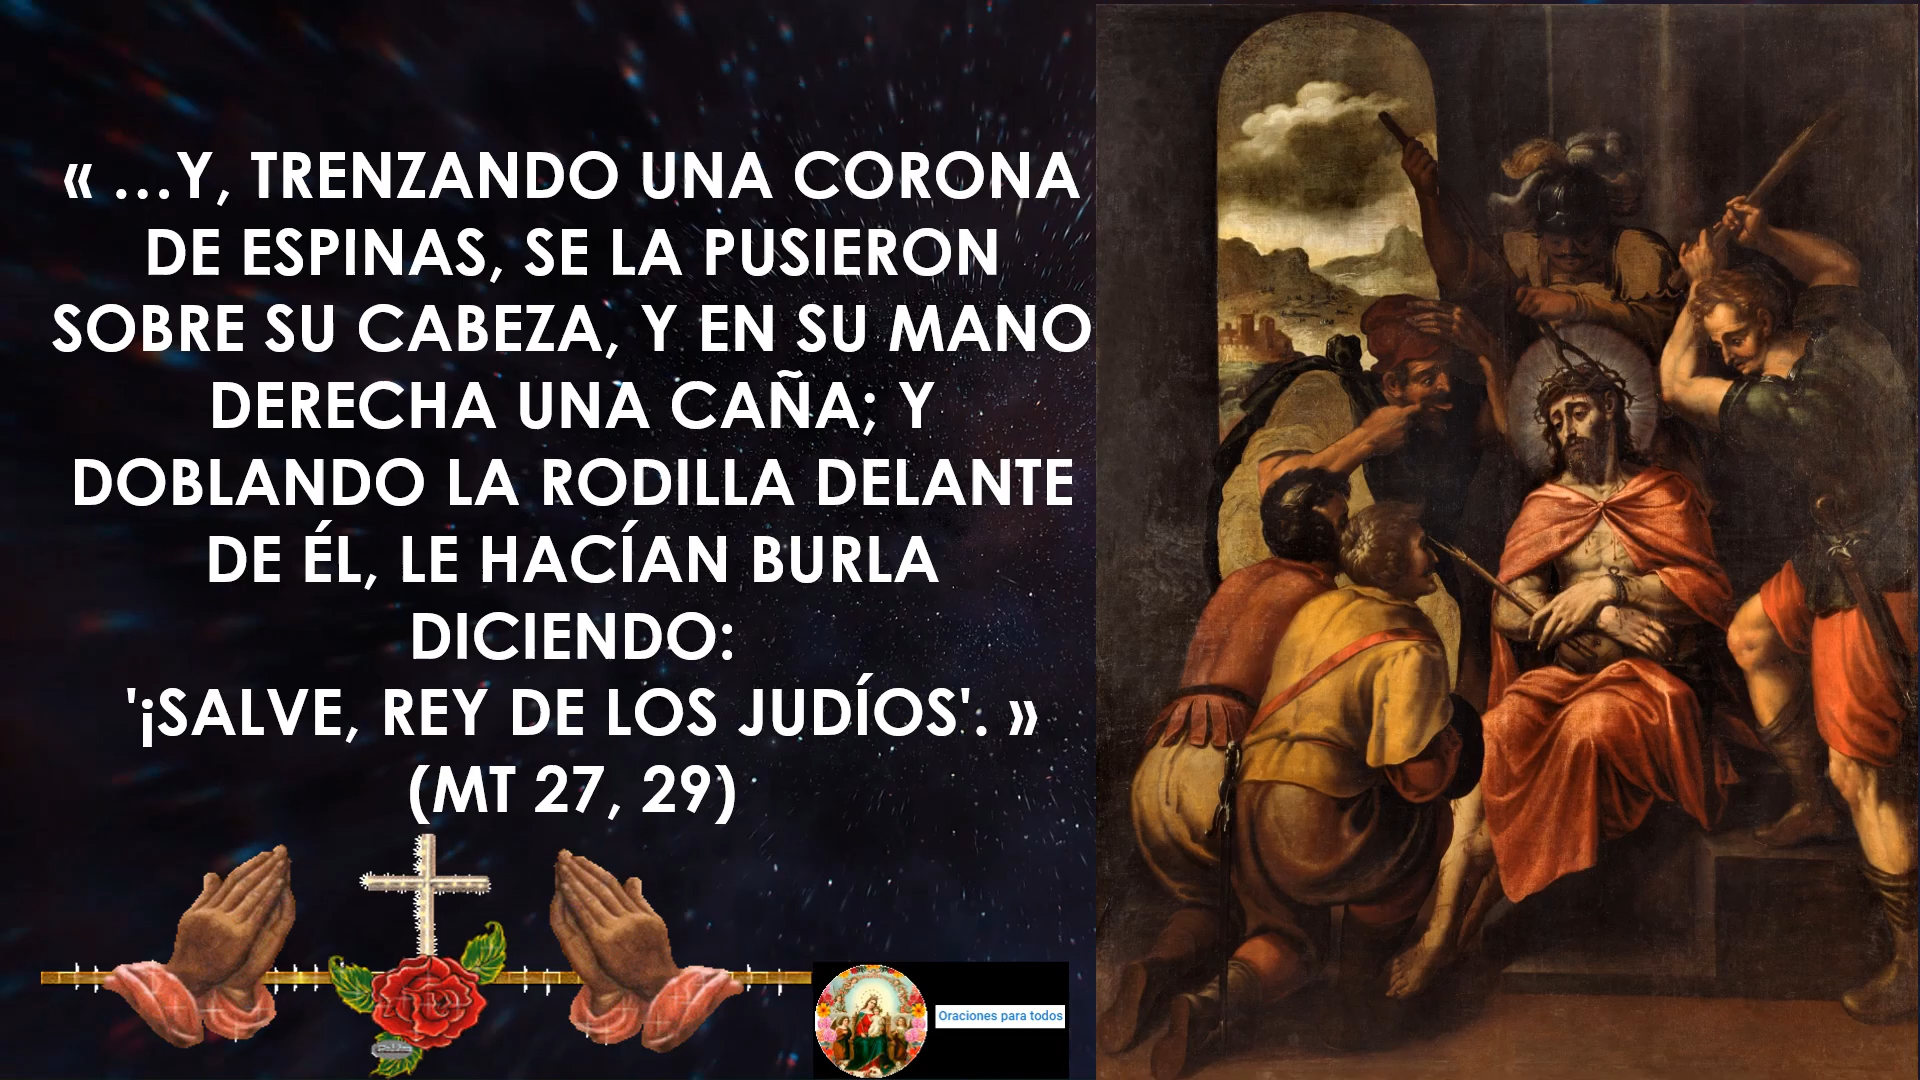 « …Y, TRENZANDO UNA CORONA
DE ESPINAS, SE LA PUSIERON
SOBRE SU CABEZA, Y EN SU MANO
DERECHA UNA CAÑA; Y
DOBLANDO LA RODILLA DELANTE
DE ÉL, LE HACÍAN BURLA
DICIENDO:
'¡SALVE, REY DE LOS JUDÍOS'. »
(MT 27, 29)
Oraciones para todos